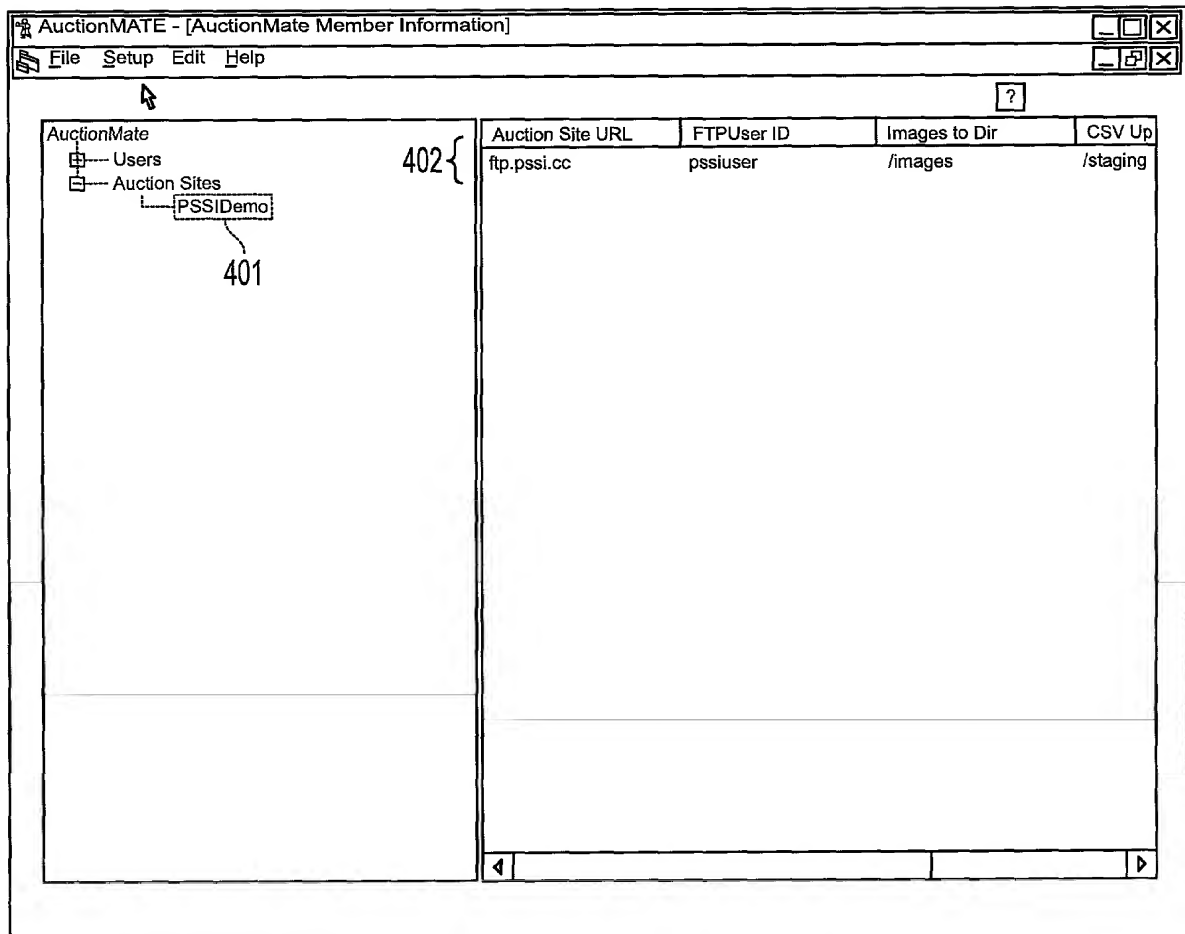 AuctionMATE - [AuctionMate Member Information]
File Setup Edit Help
?
AuctionMate
Users
Auction Sites
PSSIDemo
401
402
Auction Site URL FTPUser ID Images to Dir CSV Up
ftp.pssi.cc pssiuser /images /staging